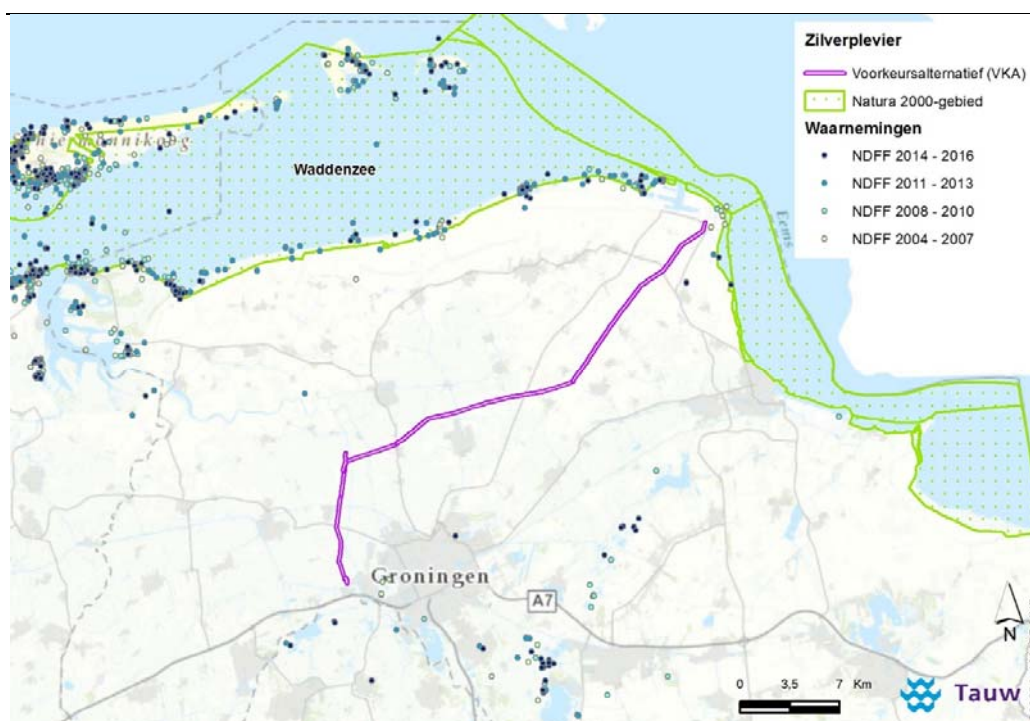 Zilverplevier
Voorkeursalternatief (VKA)
Natura 2000-gebied
Waarnemingen
NDFF 2014 - 2016
NDFF 2011 - 2013
NDFF 2008 - 2010
NDFF 2004 - 2007
Waddenzee
Eems
Groningen
A7
N
0 3,5 7 Km
Tauw